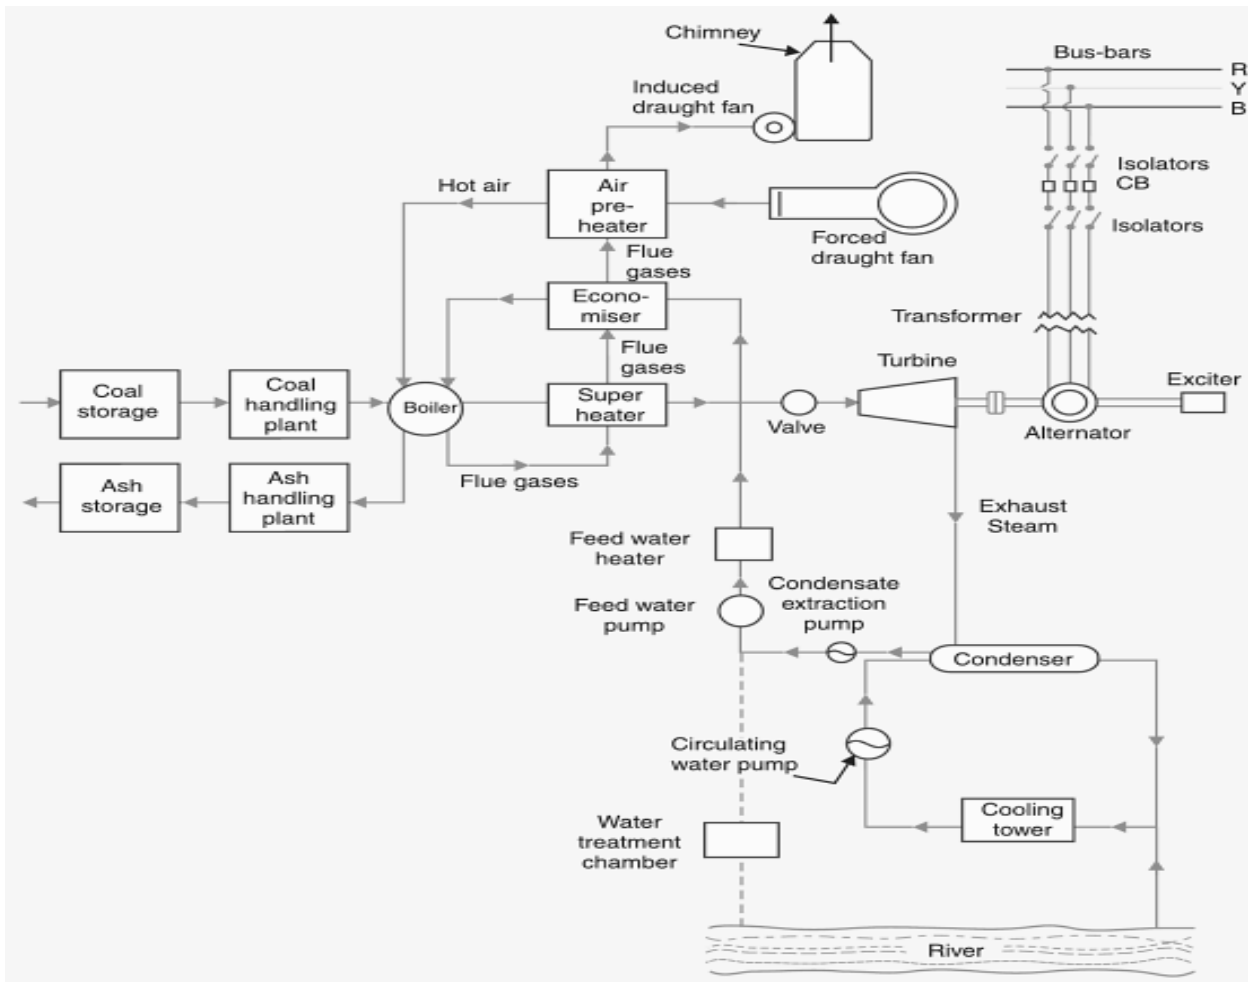 Chimney
Bus-bars
R
Y
B
Induced
draught fan
Isolators
CB
Isolators
Hot air
Air
pre-
heater
Forced
draught fan
Flue
gases
Econo-
miser
Transformer
Flue
gases
Turbine
Exciter
Coal
storage
Coal
handling
plant
Boiler
Super
heater
Valve
Alternator
Ash
storage
Ash
handling
plant
Flue gases
Exhaust
Steam
Feed water
heater
Condensate
extraction
pump
Feed water
pump
Condenser
Circulating
water pump
Cooling
tower
Water
treatment
chamber
River